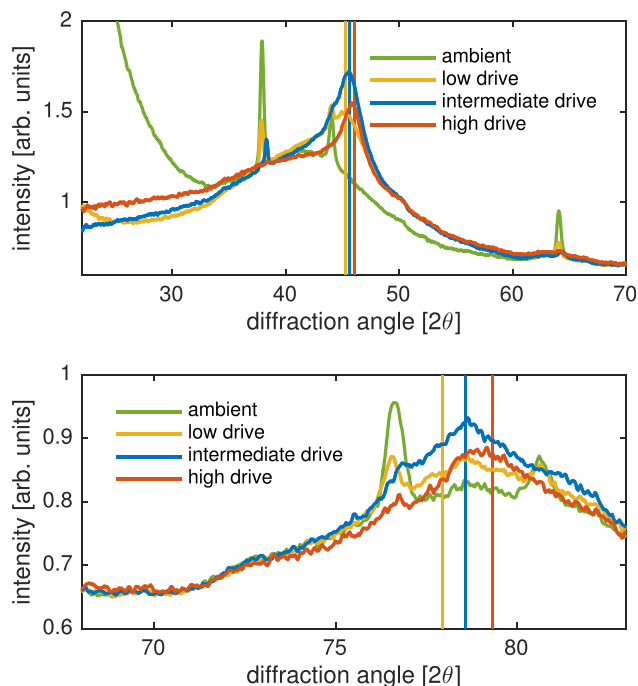 2
1.5
1
intensity [arb. units]
ambient
low drive
intermediate drive
high drive
30
40
50
60
70
diffraction angle [2θ]
1
0.9
0.8
0.7
0.6
intensity [arb. units]
ambient
low drive
intermediate drive
high drive
70
75
80
diffraction angle [2θ]